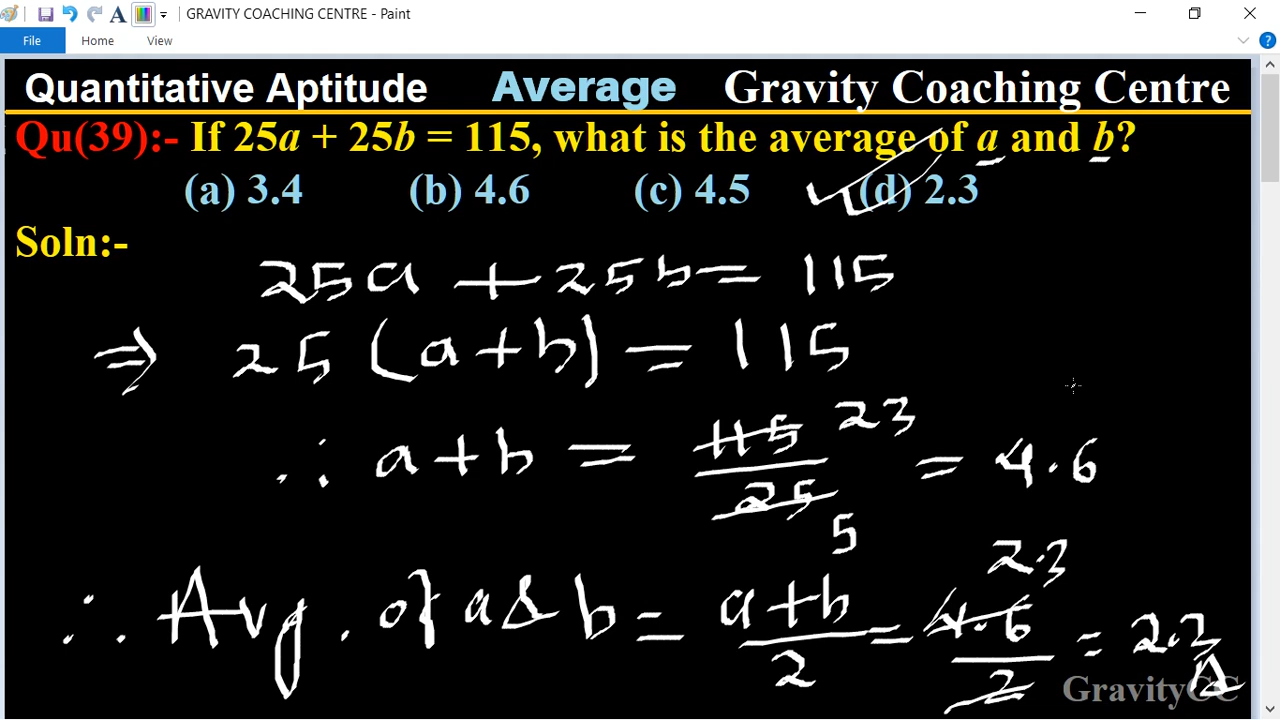 GRAVITY COACHING CENTRE - Paint
File Home View
Quantitative Aptitude Average Gravity Coaching Centre
Qu(39):- If 25a + 25b = 115, what is the average of a and b?
(a) 3.4 (b) 4.6 (c) 4.5 (d) 2.3
Soln:-
25a + 25b = 115
⇒ 25 (a+b) = 115
∴ a+b = 115/25 23/5 = 4.6
∴ Avg. of a & b = a+b/2 = 4.6/2 2.3 = 2.3
GravityCC